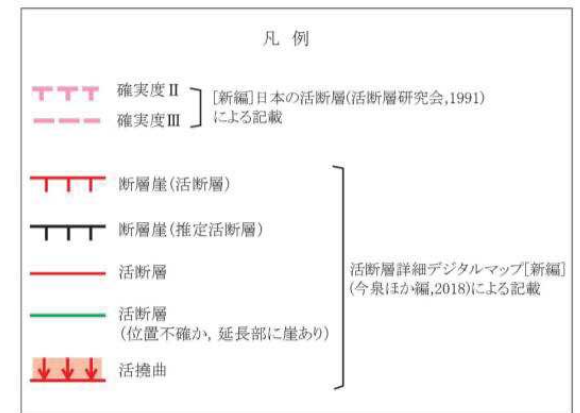 凡 例
確実度Ⅱ
確実度Ⅲ
[新編]日本の活断層(活断層研究会,1991)
による記載
断層崖(活断層)
断層崖(推定活断層)
活断層
活断層
(位置不確か, 延長部に崖あり)
活撓曲
活断層詳細デジタルマップ[新編]
(今泉ほか編,2018)による記載